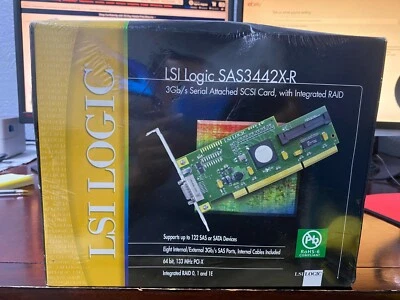 LSI LOGIC
LSI Logic SAS3442X-R
3Gb/s Serial Attached SCSI Card, with Integrated RAID
Supports up to 122 SAS or SATA Devices
Eight Internal/External 3Gb/s SAS Ports, Internal Cables Included
64 bit, 133 MHz PCI-X
Integrated RAID 0, 1 and 1E
Pb
RoHS-6
COMPLIANT
LSI LOGIC